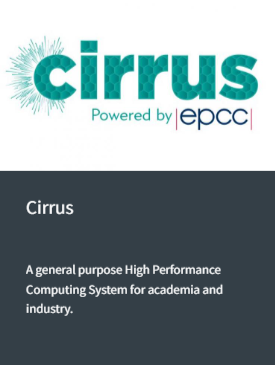 cirrus
Powered by |epcc|
Cirrus
A general purpose High Performance
Computing System for academia and
industry.